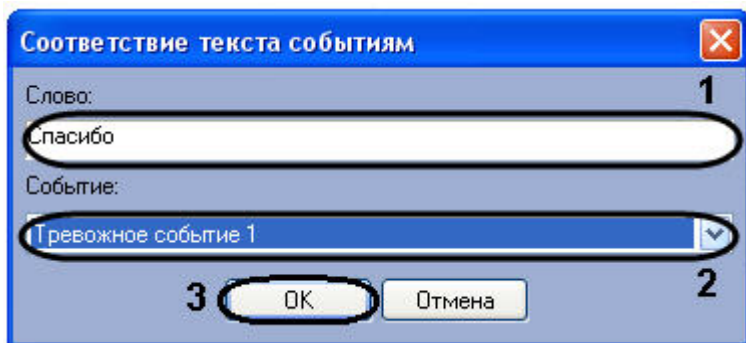 Соответствие текста событиям
Слово:
1
Спасибо
Событие:
Тревожное событие 1
2
3 OK Отмена